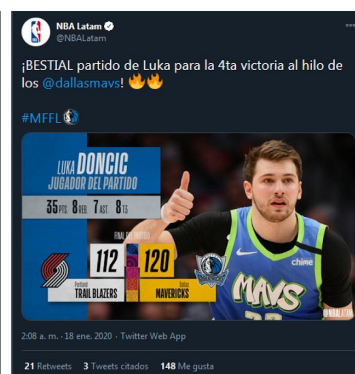 NBA Latam
@NBALatam
¡BESTIAL partido de Luka para la 4ta victoria al hilo de
los @dallasmavs! 🔥🔥
#MFFL
LUKA DONCIC
JUGADOR DEL PARTIDO
35 PTS 8 REB 7 AST 8 T3
FINAL DEL PARTIDO
112 120
Portland Dallas
TRAIL BLAZERS MAVERICKS
chime
MAVS
@NBALATAM
2:08 a. m. · 18 ene. 2020 · Twitter Web App
21 Retweets 3 Tweets citados 148 Me gusta